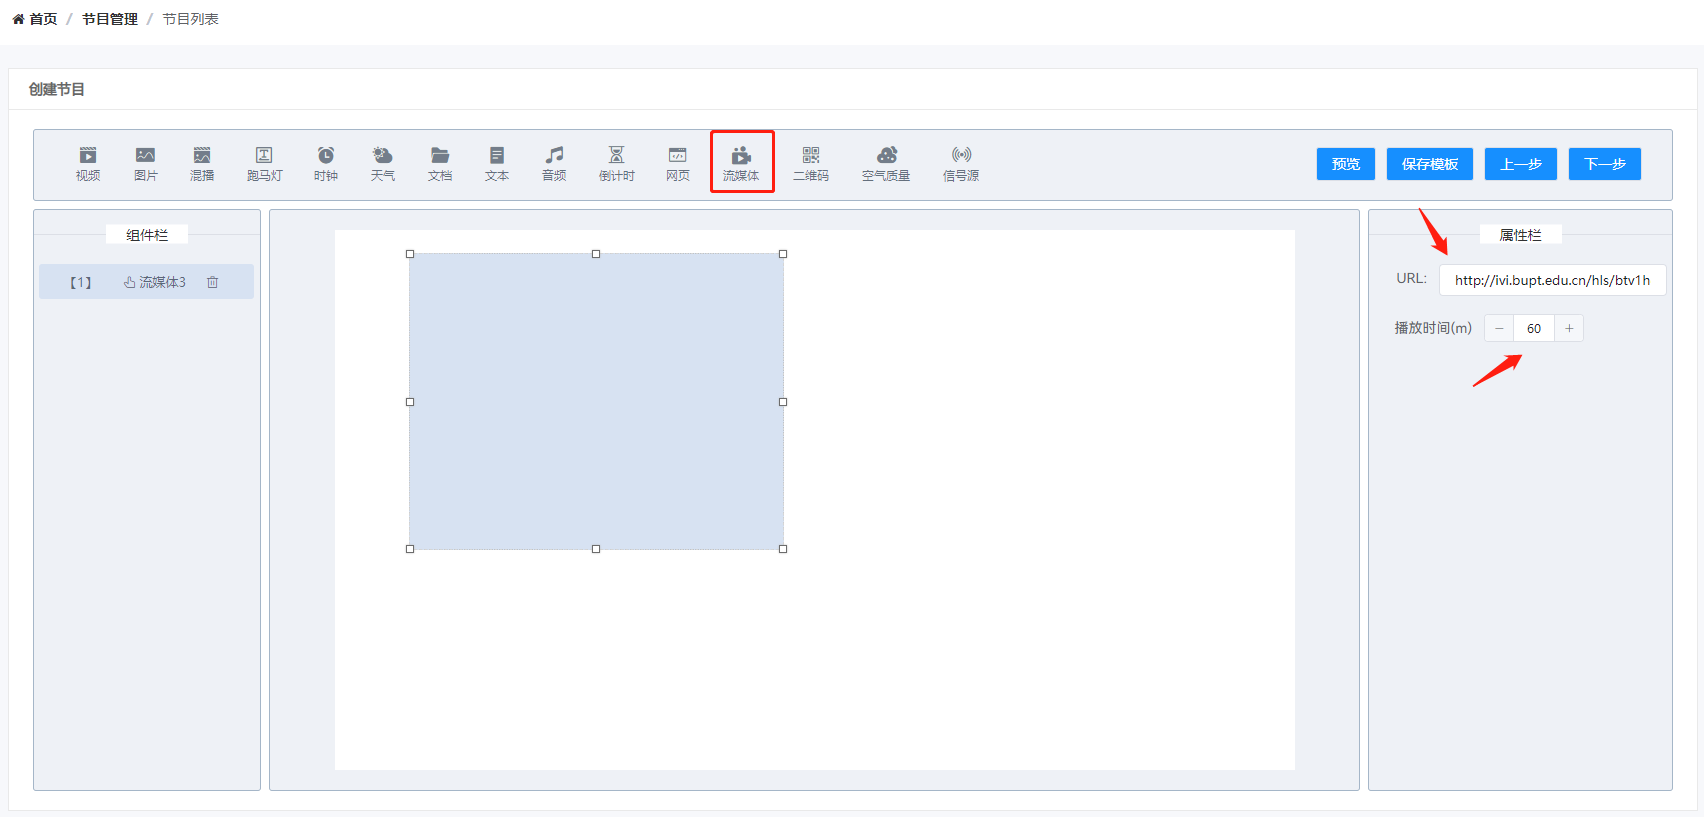 首页 / 节目管理 / 节目列表
创建节目
视频 图片 混播 跑马灯 时钟 天气 文档 文本 音频 倒计时 网页 流媒体 二维码 空气质量 信号源
预览 保存模板 上一步 下一步
组件栏
【1】 流媒体3
属性栏
URL: http://ivi.bupt.edu.cn/hls/btv1h
播放时间(m) − 60 +